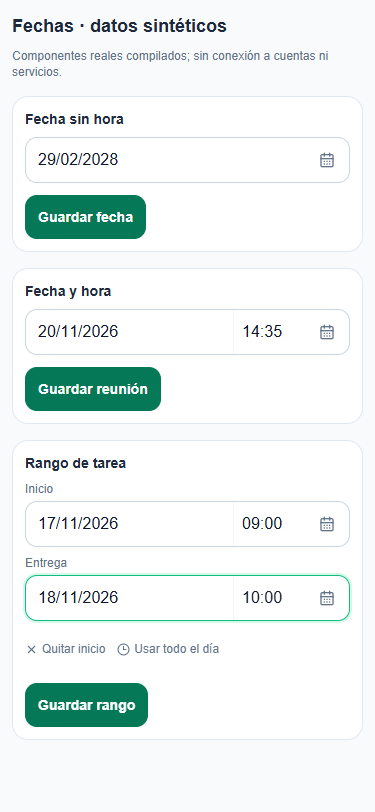 Fechas · datos sintéticos
Componentes reales compilados; sin conexión a cuentas ni
servicios.
Fecha sin hora
29/02/2028
Guardar fecha
Fecha y hora
20/11/2026 14:35
Guardar reunión
Rango de tarea
Inicio
17/11/2026 09:00
Entrega
18/11/2026 10:00
Quitar inicio Usar todo el día
Guardar rango